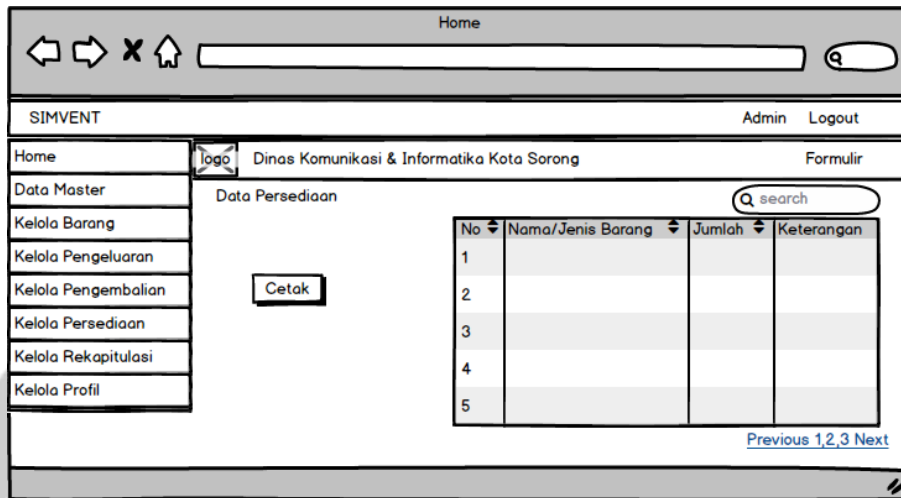 Home
SIMVENT Admin Logout
Home
Data Master
Kelola Barang
Kelola Pengeluaran
Kelola Pengembalian
Kelola Persediaan
Kelola Rekapitulasi
Kelola Profil
logo Dinas Komunikasi & Informatika Kota Sorong Formulir
Data Persediaan
search
Cetak
No Nama/Jenis Barang Jumlah Keterangan
1
2
3
4
5
Previous 1,2,3 Next